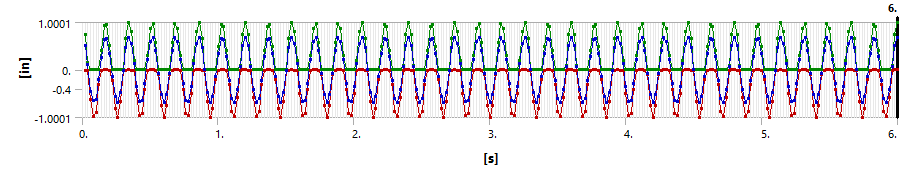 6.
1.0001
[in]
0.
-0.4
-1.0001
0. 1. 2. 3. 4. 5. 6.
[s]